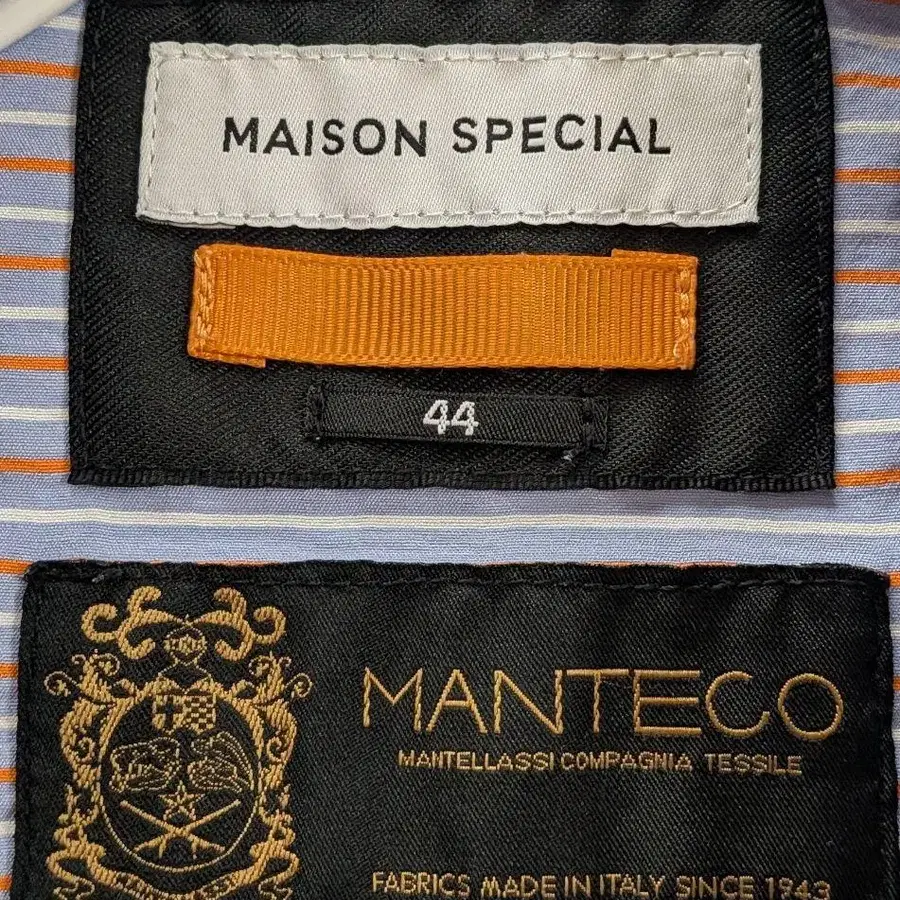 MAISON SPECIAL
44
MANTECO
MANTELLASSI COMPAGNIA TESSILE
FABRICS MADE IN ITALY SINCE 1943